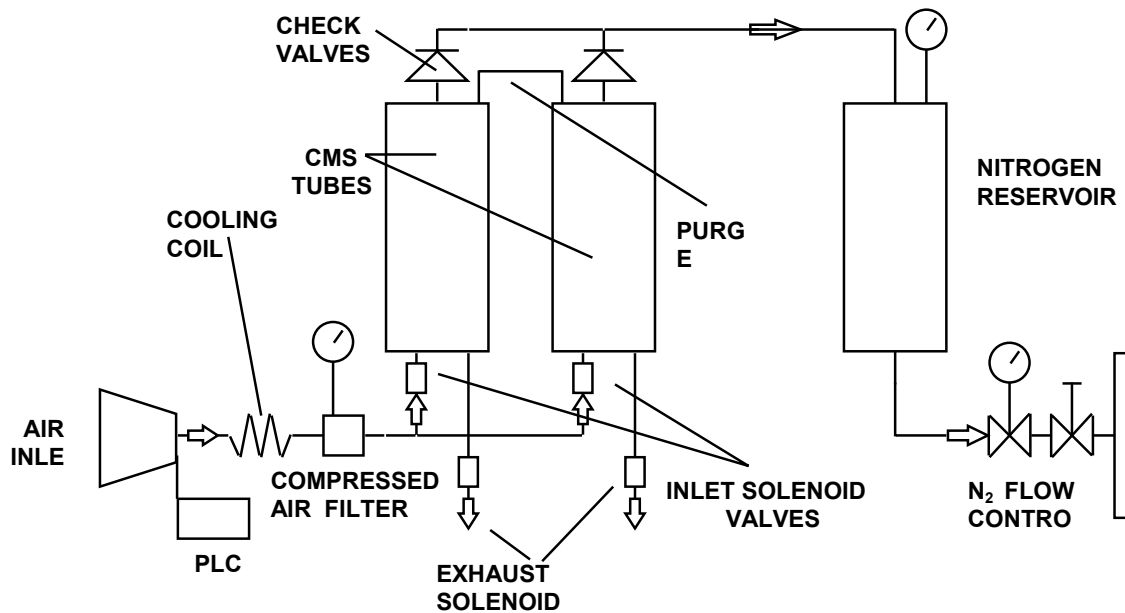 CHECK
VALVES
CMS
TUBES
NITROGEN
RESERVOIR
COOLING
COIL
PURG
E
AIR
INLE
COMPRESSED
AIR FILTER
INLET SOLENOID
VALVES
N₂ FLOW
CONTRO
PLC
EXHAUST
SOLENOID